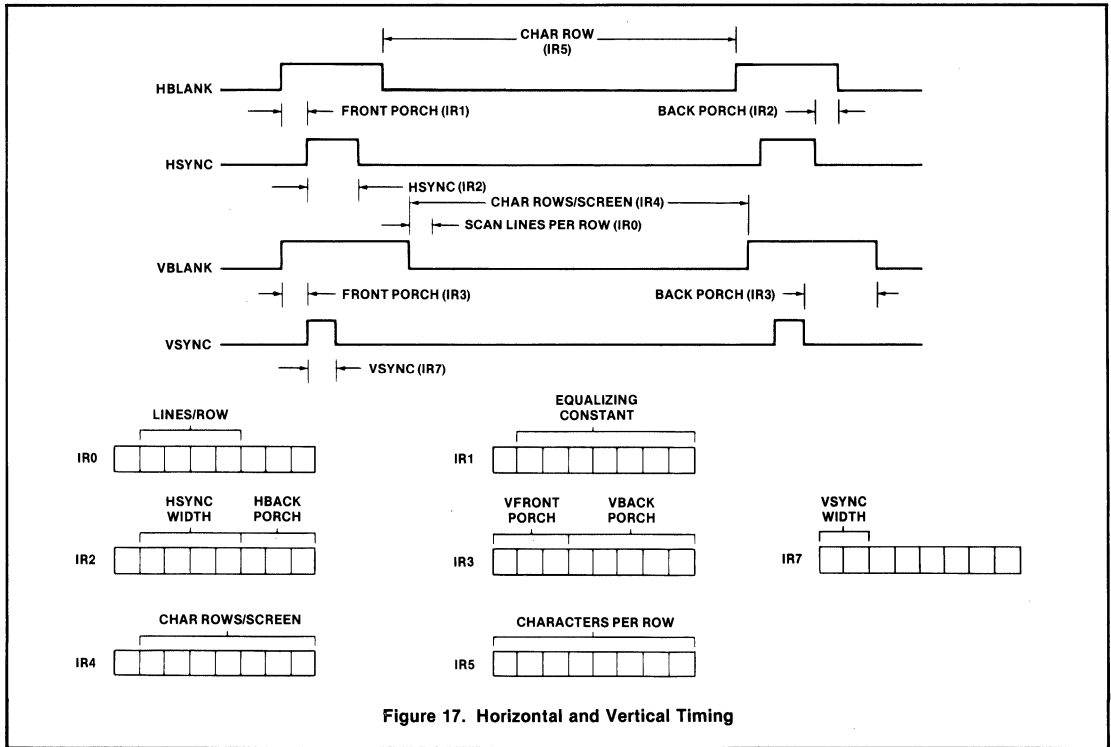 CHAR ROW
(IR5)
HBLANK
FRONT PORCH (IR1)
BACK PORCH (IR2)
HSYNC
HSYNC (IR2)
CHAR ROWS/SCREEN (IR4)
SCAN LINES PER ROW (IR0)
VBLANK
FRONT PORCH (IR3)
BACK PORCH (IR3)
VSYNC
VSYNC (IR7)
LINES/ROW
IR0
EQUALIZING
CONSTANT
IR1
HSYNC
WIDTH
HBACK
PORCH
IR2
VFRONT
PORCH
VBACK
PORCH
IR3
VSYNC
WIDTH
IR7
CHAR ROWS/SCREEN
IR4
CHARACTERS PER ROW
IR5
Figure 17. Horizontal and Vertical Timing